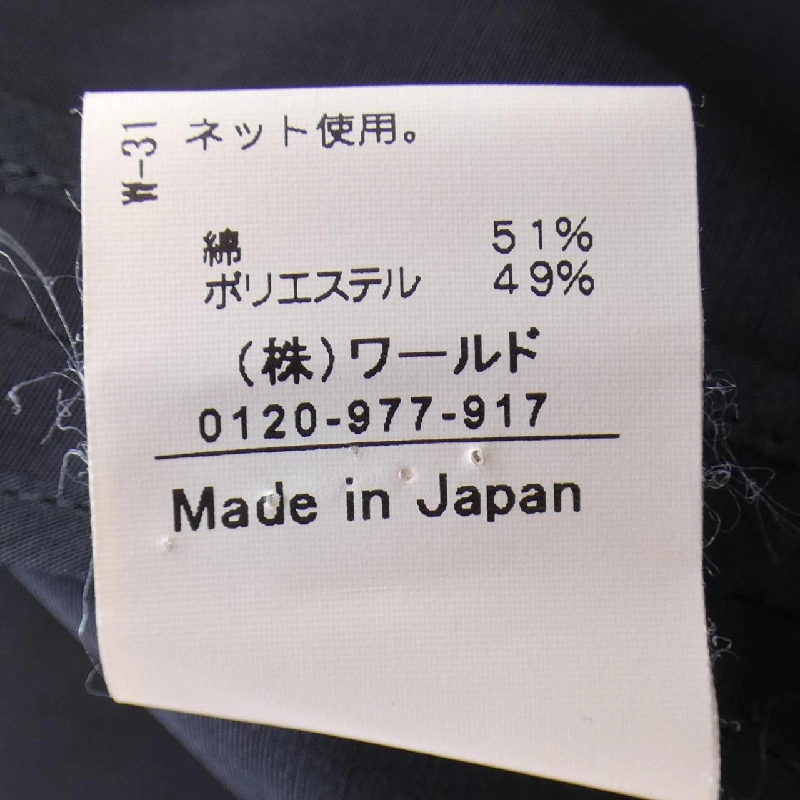 W-31
ネット使用。
綿 51%
ポリエステル 49%
(株)ワールド
0120-977-917
Made in Japan